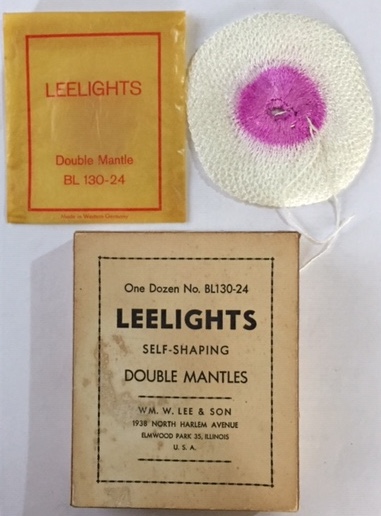 LEELIGHTS
Double Mantle
BL 130-24
Made in Western Germany
One Dozen No. BL130-24
LEELIGHTS
SELF-SHAPING
DOUBLE MANTLES
WM. W. LEE & SON
1938 NORTH HARLEM AVENUE
ELMWOOD PARK 35, ILLINOIS
U. S. A.